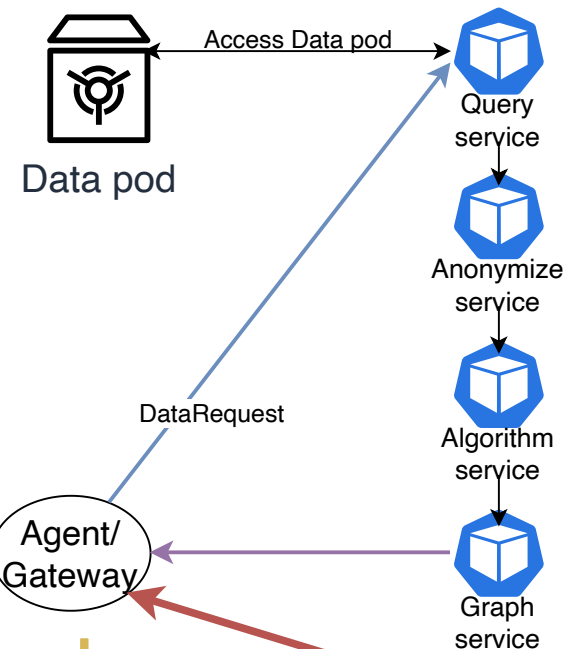 Access Data pod
Query
service
Data pod
Anonymize
service
DataRequest
Algorithm
service
Agent/
Gateway
Graph
service